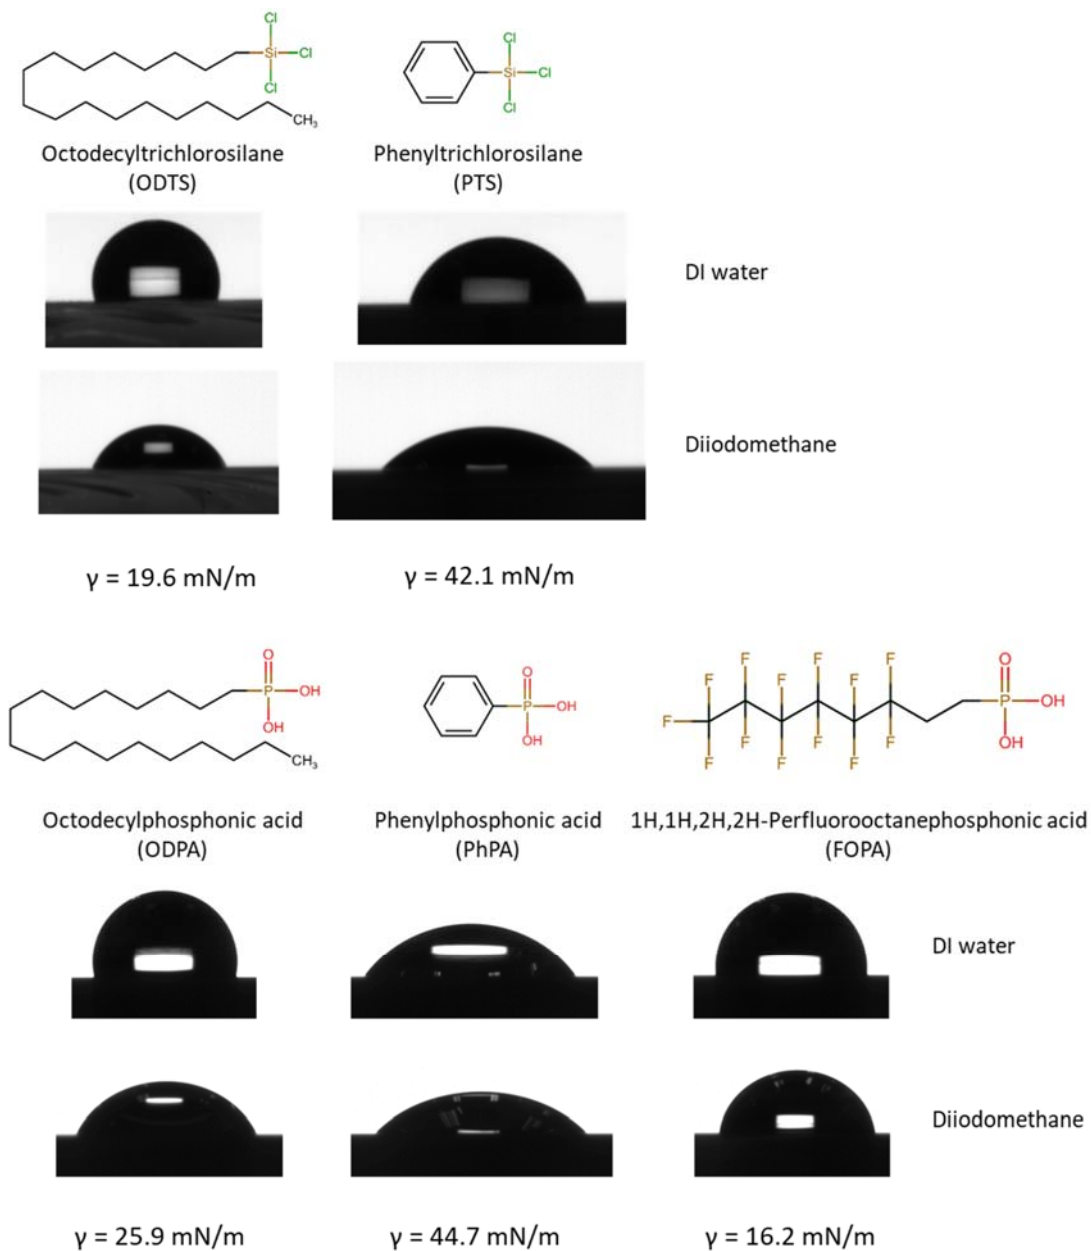 Cl
Si
Cl
Cl
CH₃
Cl
Si
Cl
Cl
Octodecyltrichlorosilane
(ODTS)
Phenyltrichlorosilane
(PTS)
DI water
Diiodomethane
γ = 19.6 mN/m
γ = 42.1 mN/m
O
P
OH
OH
CH₃
O
P
OH
OH
F
F
F
F
F
F
F
F
F
F
F
F
F
O
P
OH
OH
Octodecylphosphonic acid
(ODPA)
Phenylphosphonic acid
(PhPA)
1H,1H,2H,2H-Perfluorooctanephosphonic acid
(FOPA)
DI water
Diiodomethane
γ = 25.9 mN/m
γ = 44.7 mN/m
γ = 16.2 mN/m